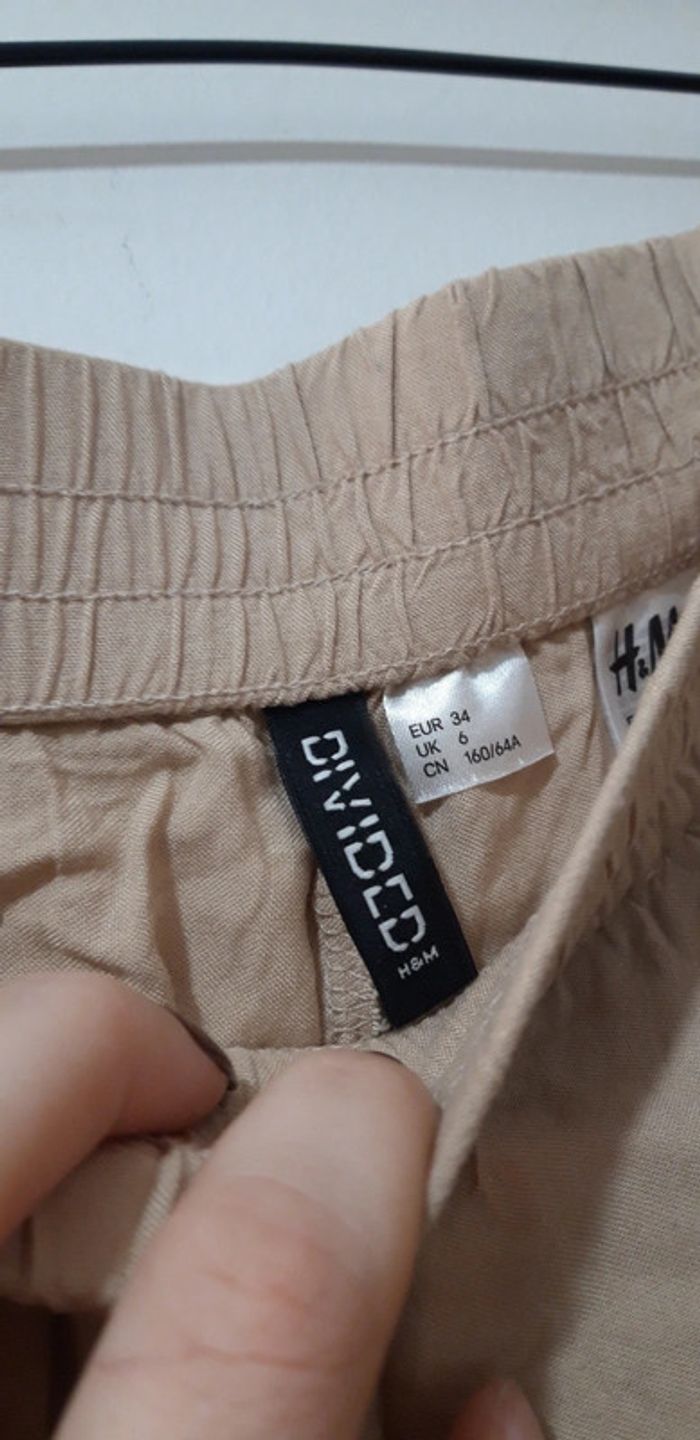 DIVIDED
H&M
EUR 34
UK 6
CN 160/64A
H&M